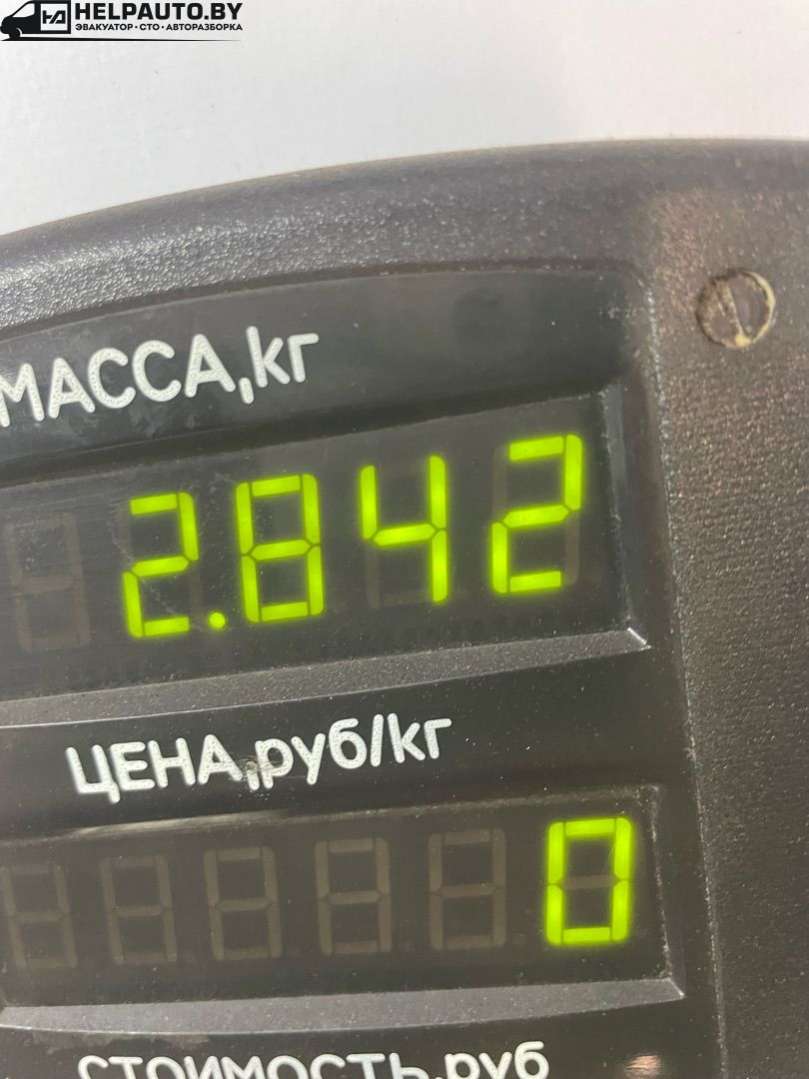 HELPAUTO.BY
ЭВАКУАТОР • СТО • АВТОРАЗБОРКА
МАССА,кг
2.842
ЦЕНА,руб/кг
0
СТОИМОСТЬ,руб